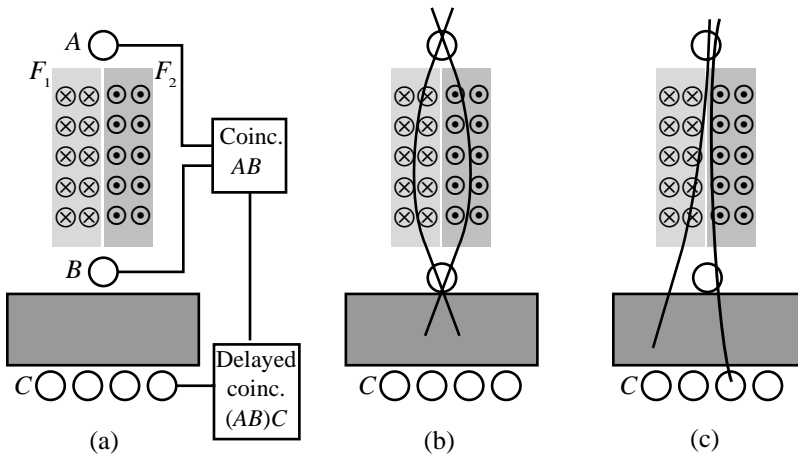 A
F₁
F₂
Coinc.
AB
B
Delayed
coinc.
(AB)C
C
(a)
C
(b)
C
(c)